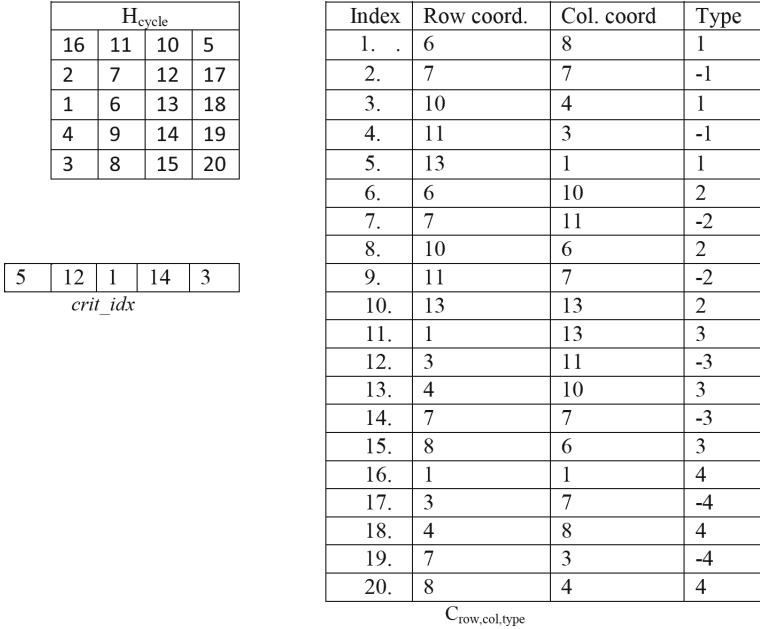 H_cycle
16 11 10 5
2 7 12 17
1 6 13 18
4 9 14 19
3 8 15 20
5 12 1 14 3
crit_idx
Index Row coord. Col. coord Type
1. . 6 8 1
2. 7 7 -1
3. 10 4 1
4. 11 3 -1
5. 13 1 1
6. 6 10 2
7. 7 11 -2
8. 10 6 2
9. 11 7 -2
10. 13 13 2
11. 1 13 3
12. 3 11 -3
13. 4 10 3
14. 7 7 -3
15. 8 6 3
16. 1 1 4
17. 3 7 -4
18. 4 8 4
19. 7 3 -4
20. 8 4 4
C_row,col,type